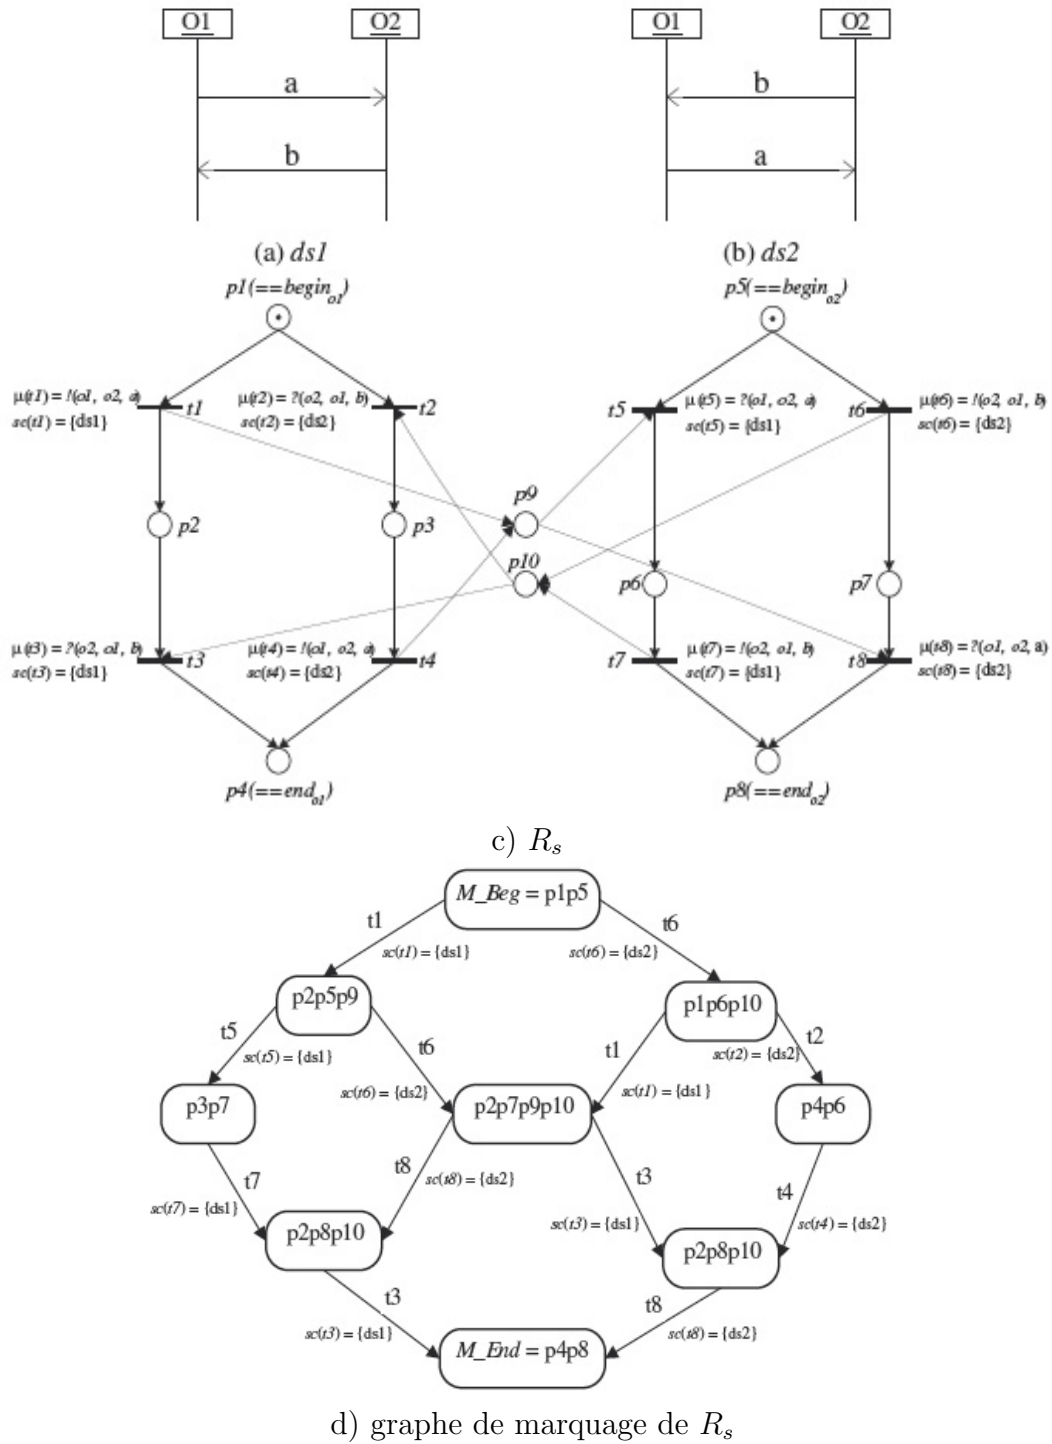 O1 O2 O1 O2
a b
b a
(a) ds1 (b) ds2
p1(==begin_o1) p5(==begin_o2)
μ(t1) = !(o1, o2, a) t1 μ(t2) = ?(o2, o1, b) t2 t5 μ(t5) = ?(o1, o2, a) t6 μ(t6) = !(o2, o1, b)
sc(t1) = {ds1} sc(t2) = {ds2} sc(t5) = {ds1} sc(t6) = {ds2}
p9
p2 p3
p10
p6 p7
μ(t3) = ?(o2, o1, b) t3 μ(t4) = !(o1, o2, a) t4 t7 μ(t7) = !(o2, o1, b) t8 μ(t8) = ?(o1, o2, a)
sc(t3) = {ds1} sc(t4) = {ds2} sc(t7) = {ds1} sc(t8) = {ds2}
p4(==end_o1) p8(==end_o2)
c) R_s
M_Beg = p1p5
t1 t6
sc(t1) = {ds1} sc(t6) = {ds2}
p2p5p9 p1p6p10
t5 t6 t1 t2
sc(t5) = {ds1} sc(t2) = {ds2}
sc(t6) = {ds2} sc(t1) = {ds1}
p3p7 p2p7p9p10 p4p6
t7 t8 t3 t4
sc(t7) = {ds1} sc(t8) = {ds2} sc(t3) = {ds1} sc(t4) = {ds2}
p2p8p10 p2p8p10
t3 t8
sc(t3) = {ds1} sc(t8) = {ds2}
M_End = p4p8
d) graphe de marquage de R_s